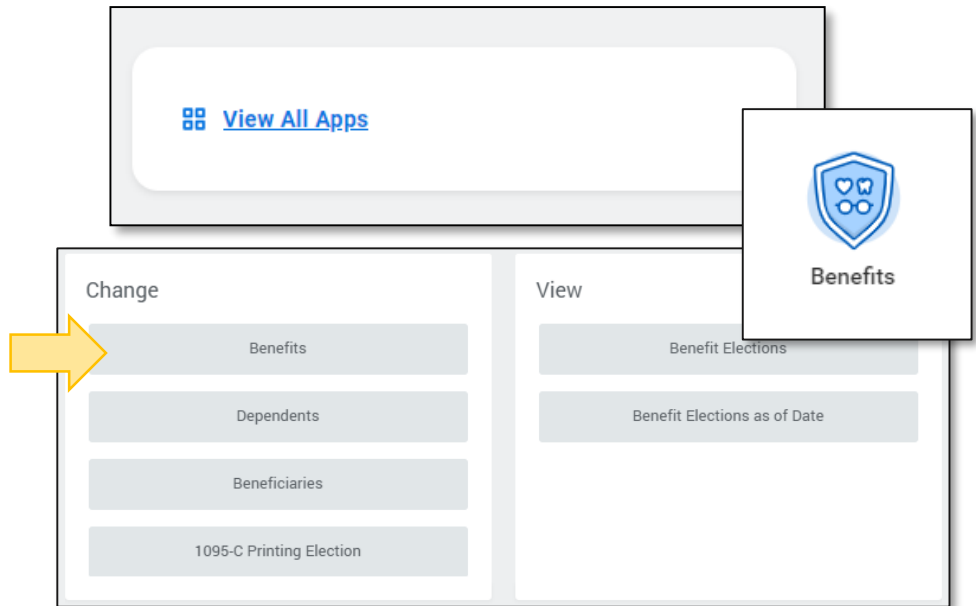 View All Apps
Benefits
Change
Benefits
Dependents
Beneficiaries
1095-C Printing Election
View
Benefit Elections
Benefit Elections as of Date